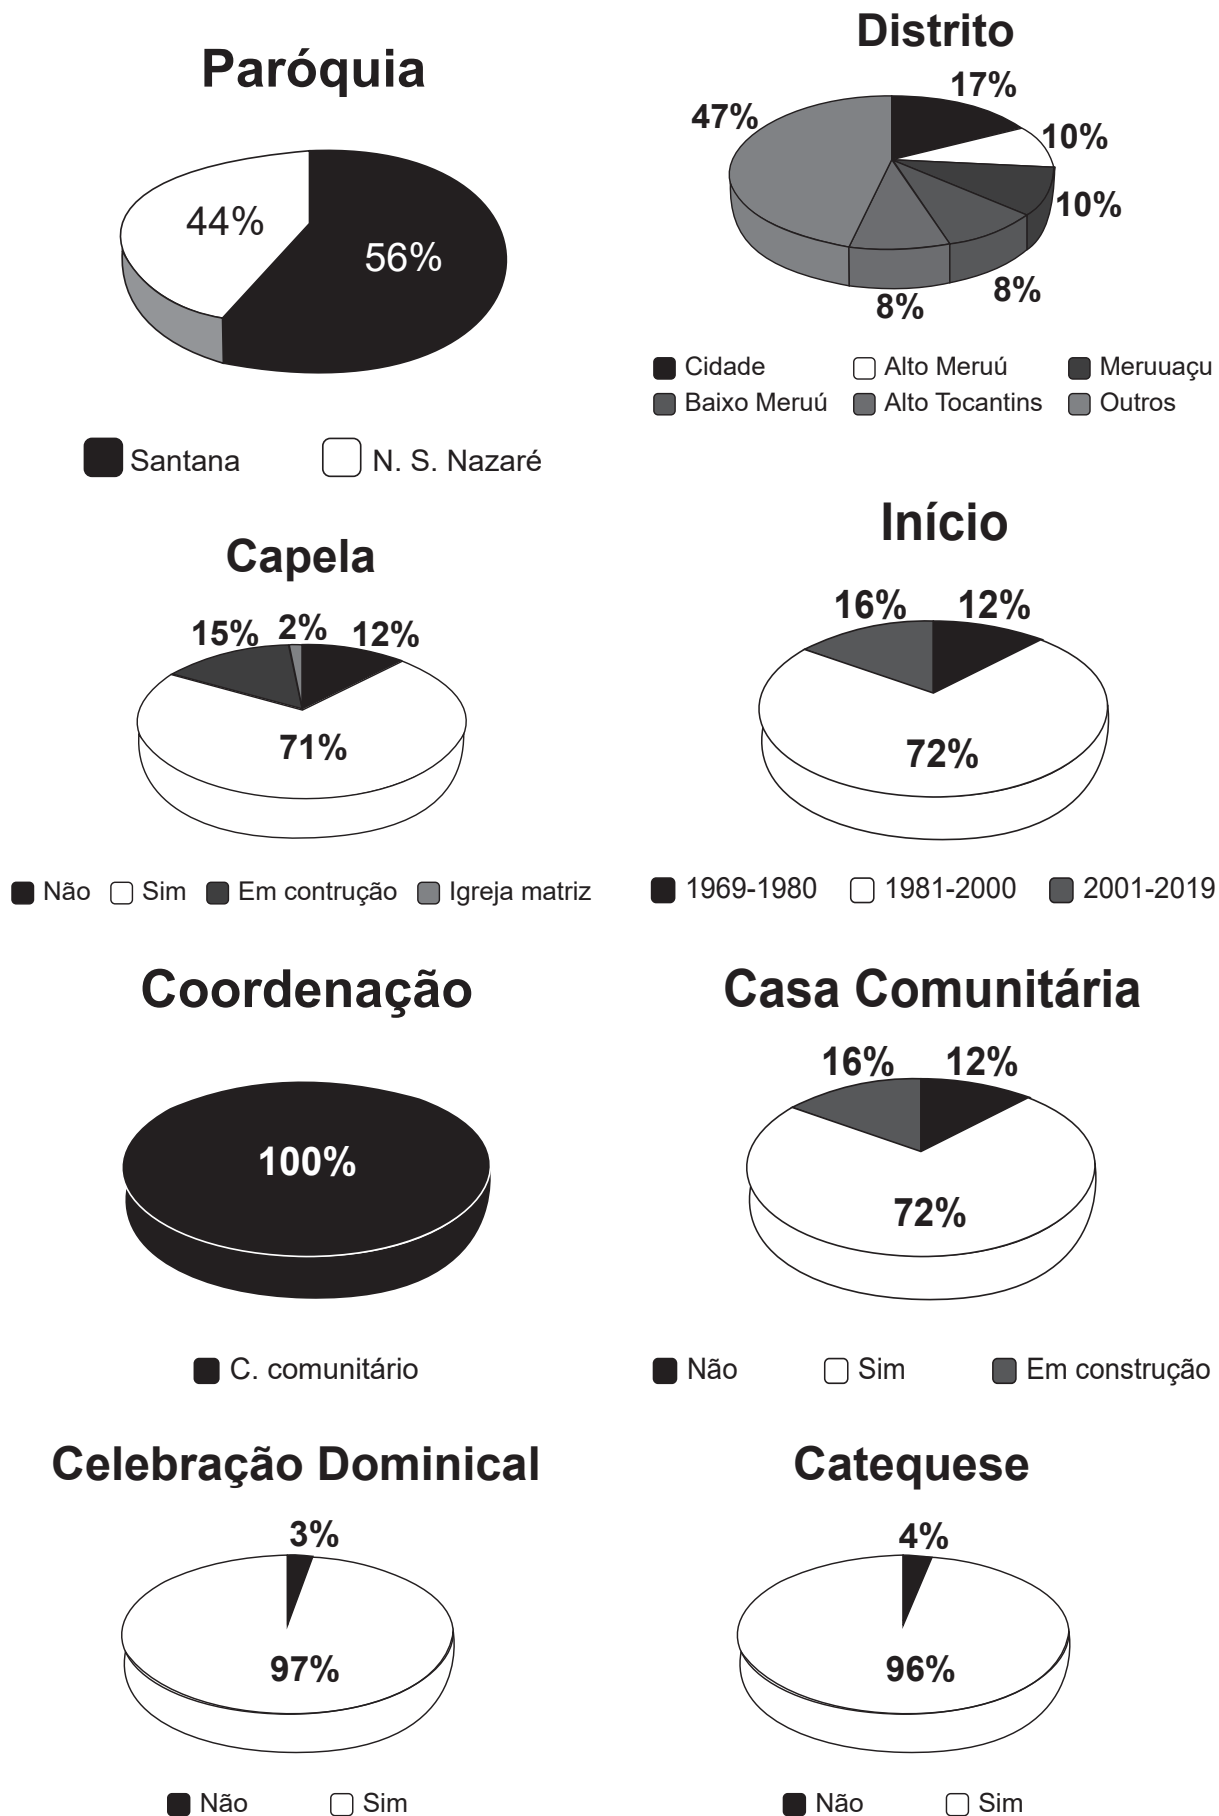 Paróquia
44%
56%
Santana
N. S. Nazaré
Distrito
17%
47%
10%
10%
8%
8%
Cidade
Alto Meruú
Meruuaçu
Baixo Meruú
Alto Tocantins
Outros
Capela
15%
2%
12%
71%
Não
Sim
Em contrução
Igreja matriz
Início
16%
12%
72%
1969-1980
1981-2000
2001-2019
Coordenação
100%
C. comunitário
Casa Comunitária
16%
12%
72%
Não
Sim
Em construção
Celebração Dominical
3%
97%
Não
Sim
Catequese
4%
96%
Não
Sim